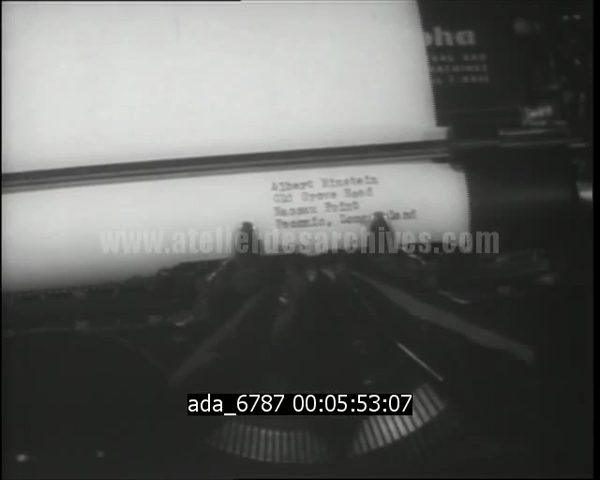 pha
Albert Einstein
Old Grove Road
Nassau Point
Peconic, Long Island
www.atelierdesarchives.com
ada_6787 00:05:53:07